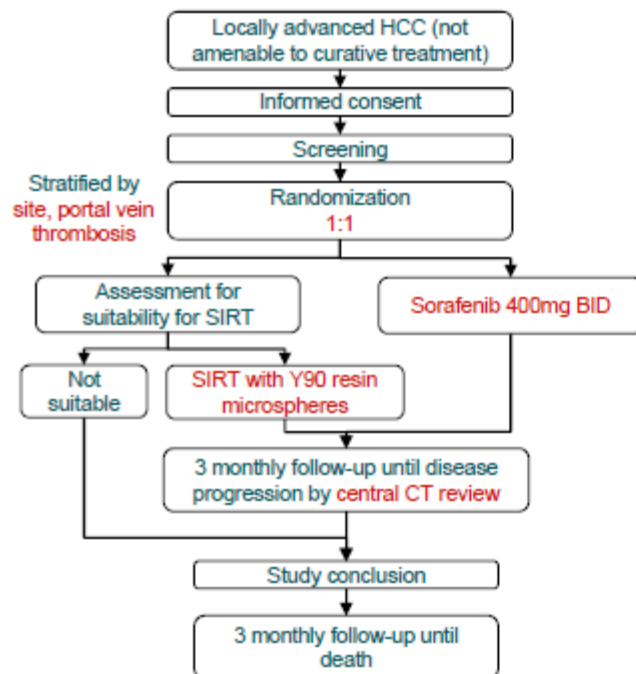 Locally advanced HCC (not
amenable to curative treatment)
Informed consent
Screening
Stratified by
site, portal vein
thrombosis
Randomization
1:1
Assessment for
suitability for SIRT
Sorafenib 400mg BID
Not
suitable
SIRT with Y90 resin
microspheres
3 monthly follow-up until disease
progression by central CT review
Study conclusion
3 monthly follow-up until
death